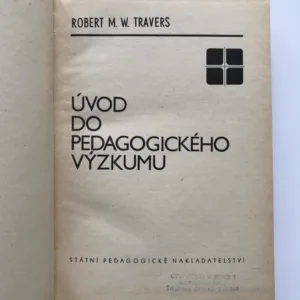 ROBERT M. W. TRAVERS
ÚVOD
DO
PEDAGOGICKÉHO
VÝZKUMU
STÁTNÍ PEDAGOGICKÉ NAKLADATELSTVÍ